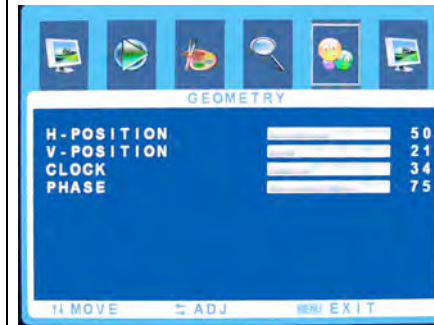 GEOMETRY
H-POSITION 50
V-POSITION 21
CLOCK 34
PHASE 75
MOVE ADJ MENU EXIT